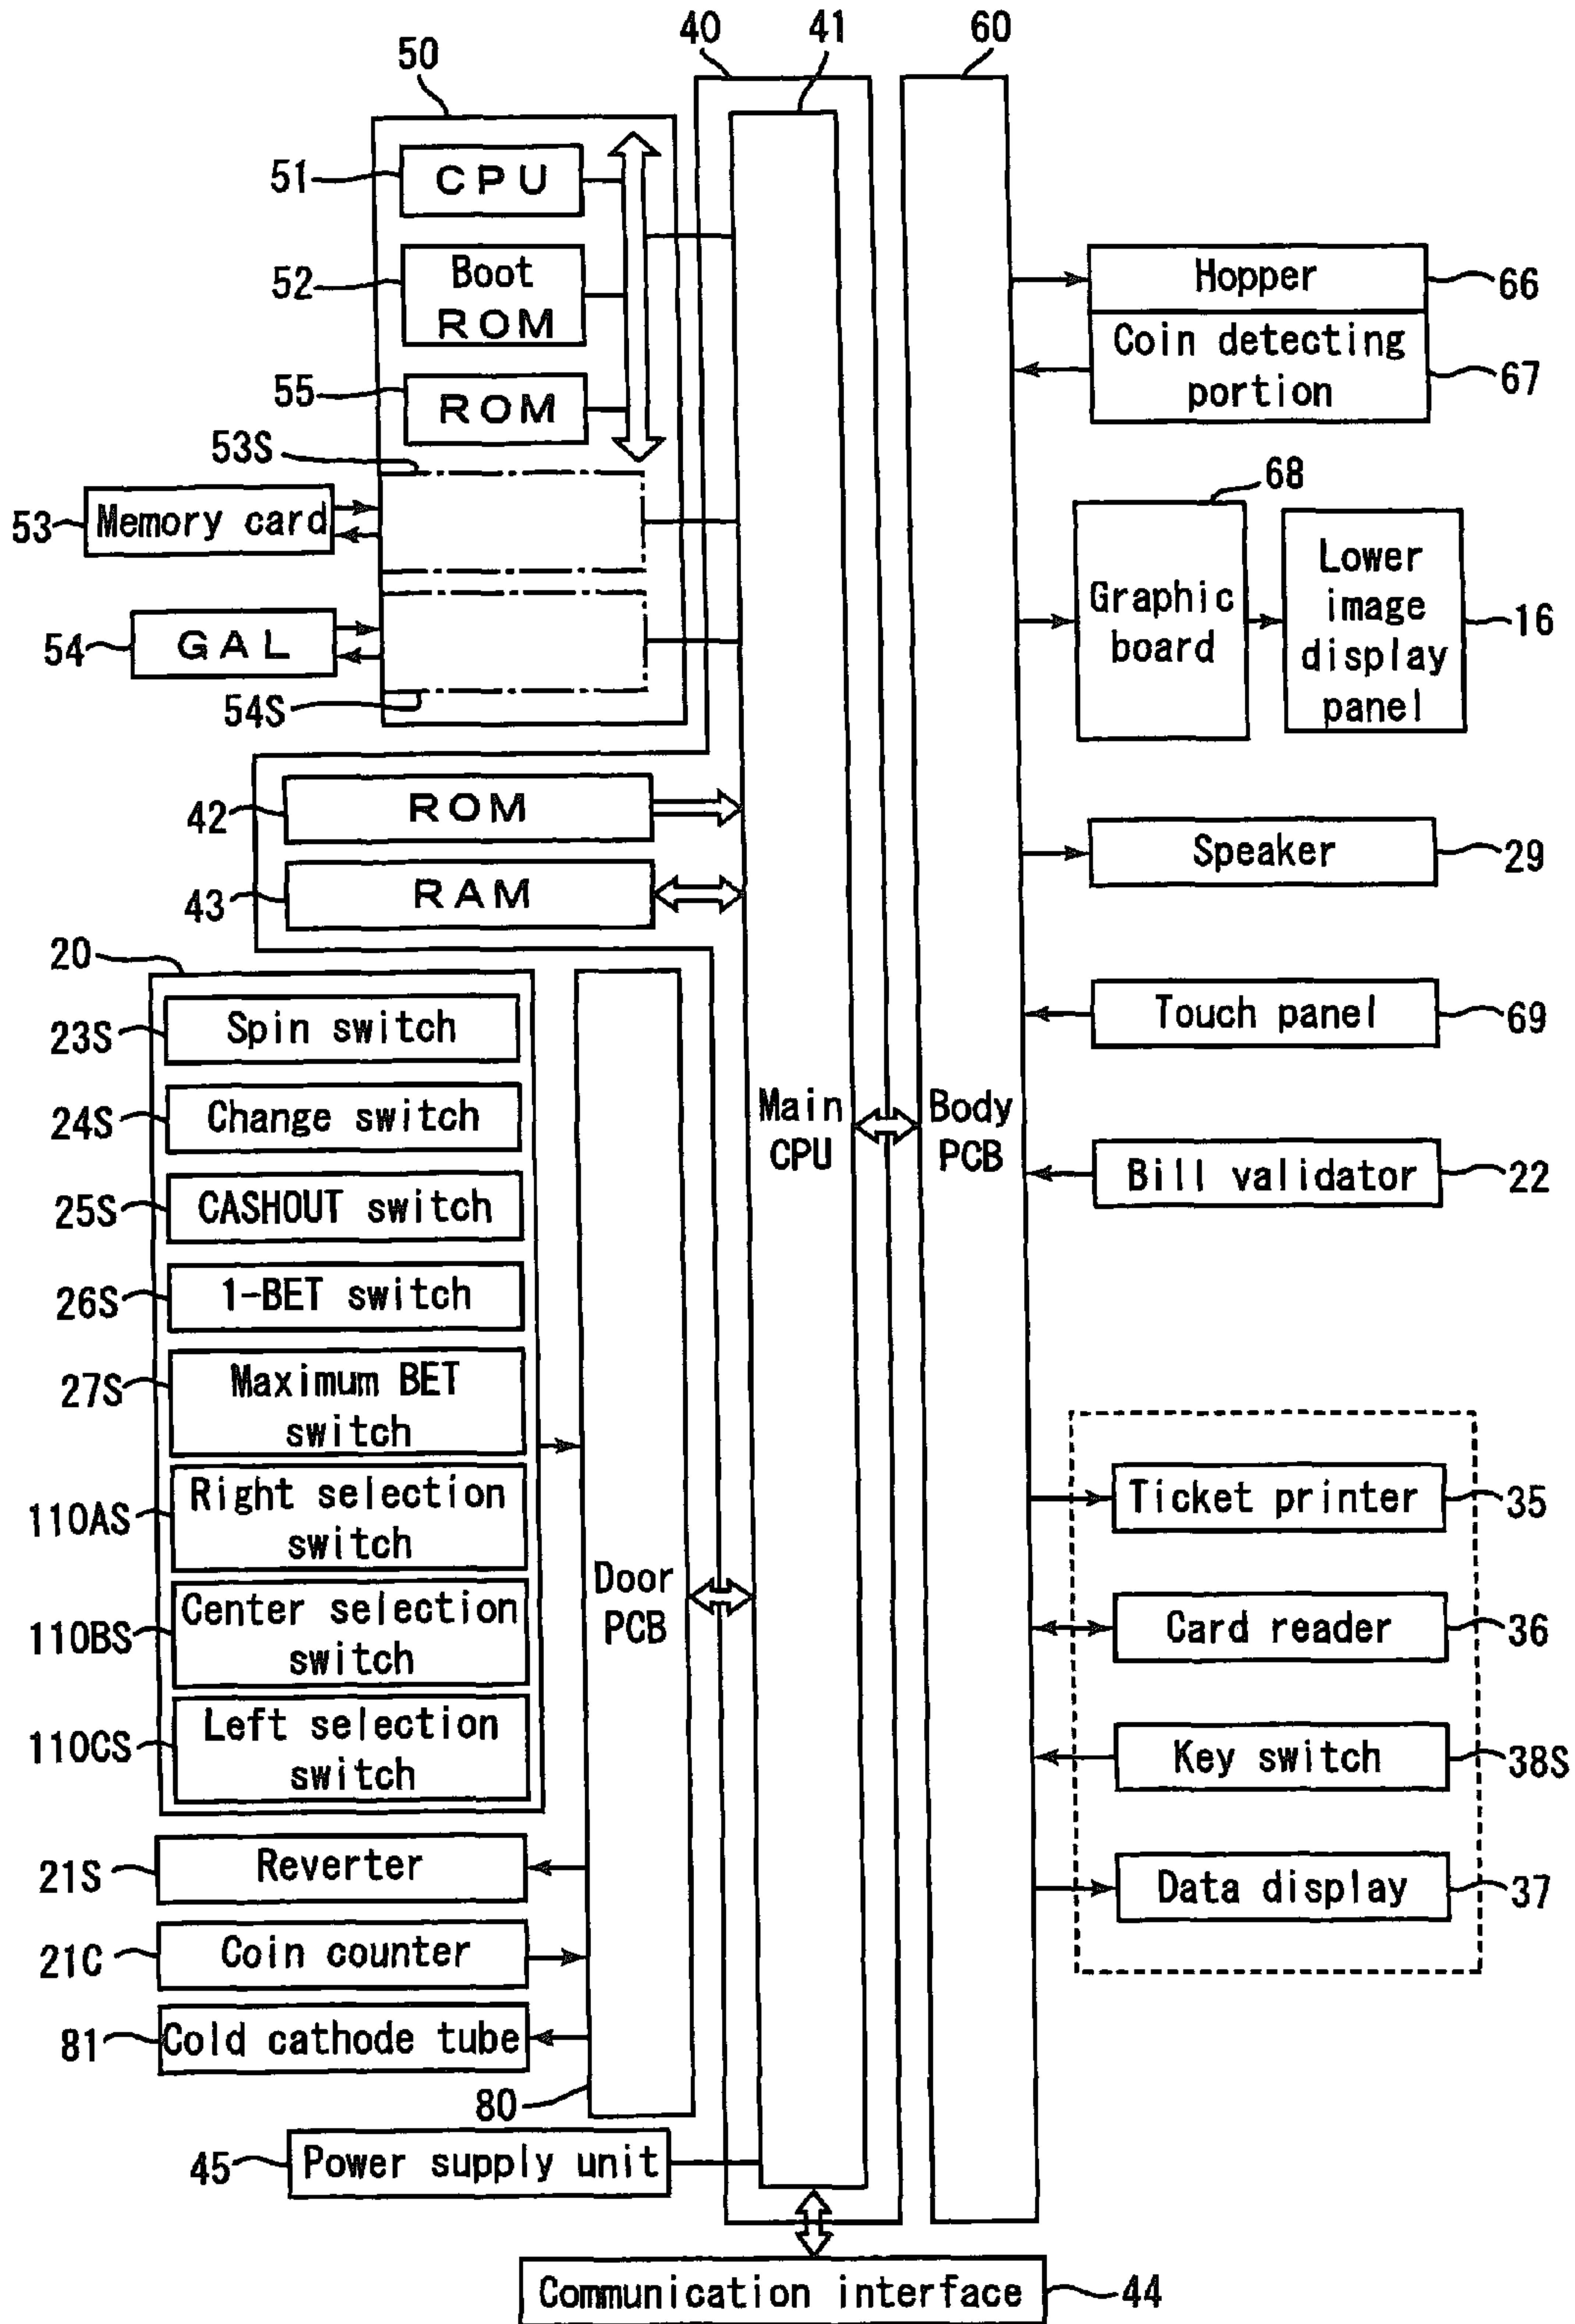 40
41
60
50
51
CPU
52
Boot
ROM
55
ROM
53S
53
Memory card
54
GAL
54S
42
ROM
43
RAM
20
23S
Spin switch
24S
Change switch
25S
CASHOUT switch
26S
1-BET switch
27S
Maximum BET
switch
110AS
Right selection
switch
110BS
Center selection
switch
110CS
Left selection
switch
21S
Reverter
21C
Coin counter
81
Cold cathode tube
80
Door
PCB
45
Power supply unit
Main
CPU
Body
PCB
Hopper
66
Coin detecting
portion
67
68
Graphic
board
Lower
image
display
panel
16
Speaker
29
Touch panel
69
Bill validator
22
Ticket printer
35
Card reader
36
Key switch
38S
Data display
37
Communication interface
44